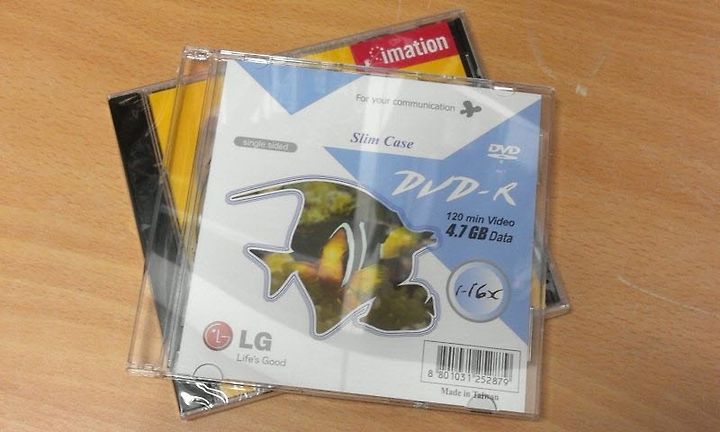 imation
For your communication
single sided
Slim Case
DVD
DVD-R
120 min Video
4.7 GB Data
1-16x
LG
Life's Good
8 801031 252879
Made in Taiwan